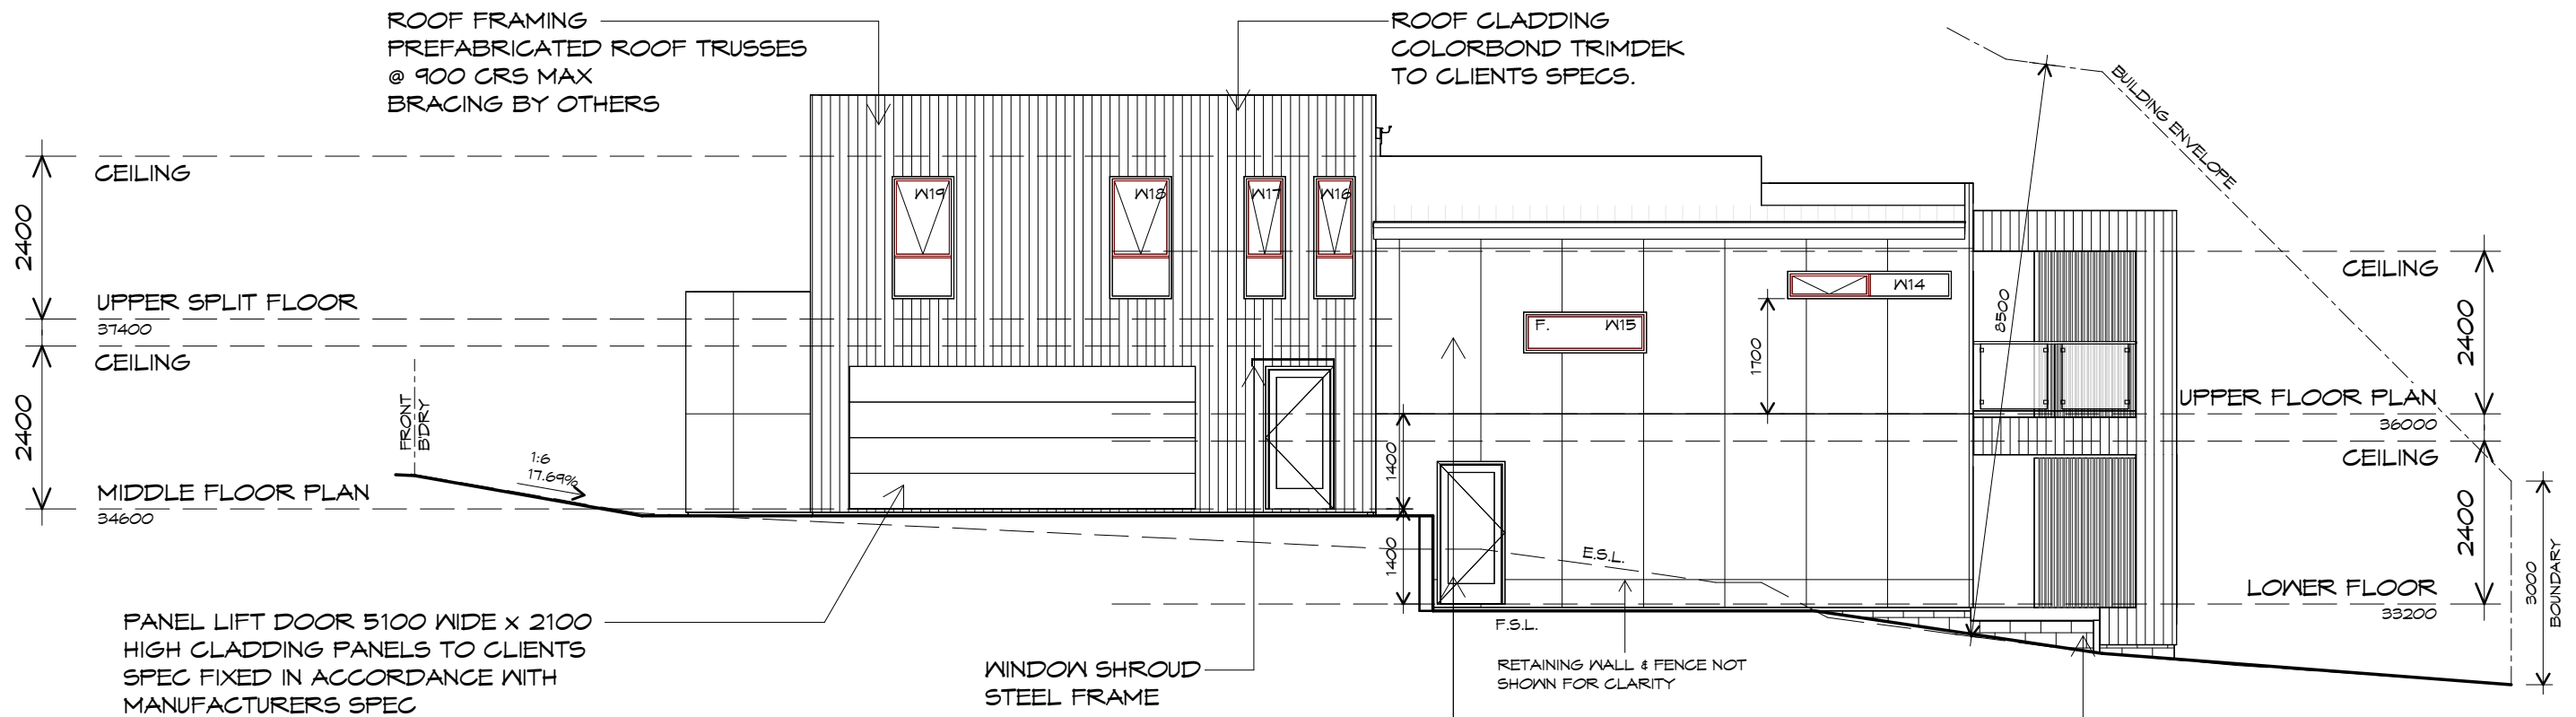 ROOF FRAMING
PREFABRICATED ROOF TRUSSES
@ 900 CRS MAX
BRACING BY OTHERS
ROOF CLADDING
COLORBOND TRIMDEK
TO CLIENTS SPECS.
BUILDING ENVELOPE
CEILING
2400
UPPER SPLIT FLOOR
37400
CEILING
2400
MIDDLE FLOOR PLAN
34600
FRONT
B'DRY
1:6
17.69%
W19
W18
W17
W16
F.
W15
W14
1700
8500
1400
1400
E.S.L.
F.S.L.
CEILING
2400
UPPER FLOOR PLAN
36000
CEILING
2400
LOWER FLOOR
33200
3000
BOUNDARY
PANEL LIFT DOOR 5100 WIDE x 2100
HIGH CLADDING PANELS TO CLIENTS
SPEC FIXED IN ACCORDANCE WITH
MANUFACTURERS SPEC
WINDOW SHROUD
STEEL FRAME
RETAINING WALL & FENCE NOT
SHOWN FOR CLARITY